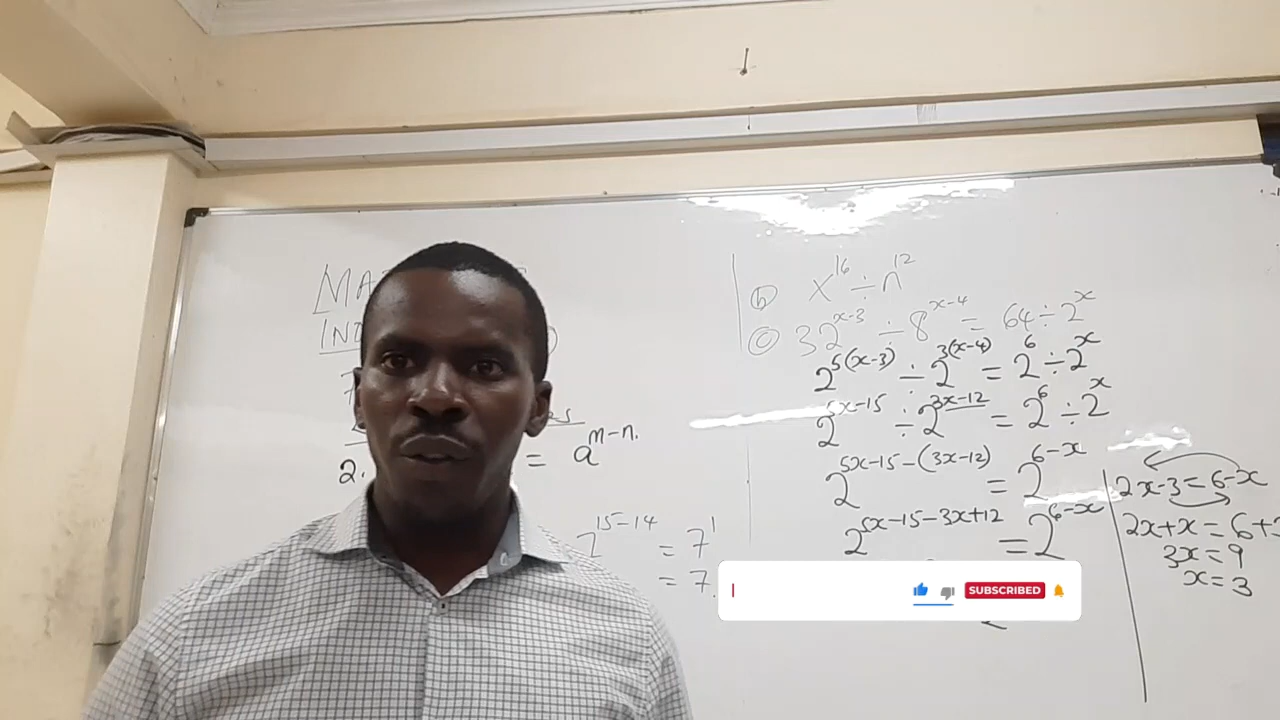 = a^{m-n}.
2.
15-14 = 7^1
= 7.
ⓑ x^{16} ÷ n^{12}
ⓒ 32^{x-3} ÷ 8^{x-4} = 64 ÷ 2^x
2^{5(x-3)} ÷ 2^{3(x-4)} = 2^6 ÷ 2^x
2^{5x-15} ÷ 2^{3x-12} = 2^6 ÷ 2^x
2^{5x-15-(3x-12)} = 2^{6-x}
2^{5x-15-3x+12} = 2^{6-x}
2x-3=6-x
2x+x=6+
3x=9
x=3
SUBSCRIBED